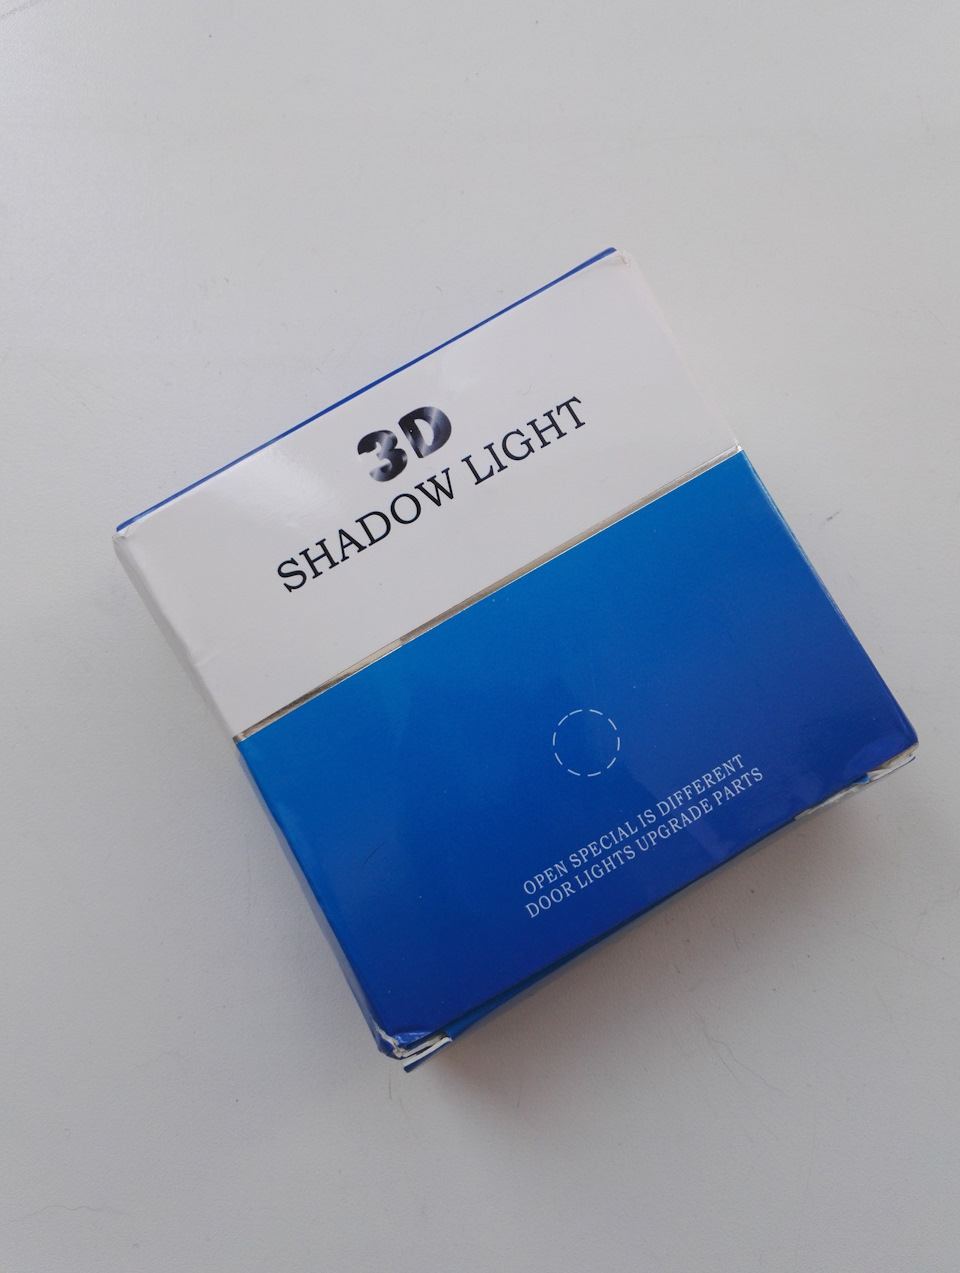 3D
SHADOW LIGHT
OPEN SPECIAL IS DIFFERENT
DOOR LIGHTS UPGRADE PARTS